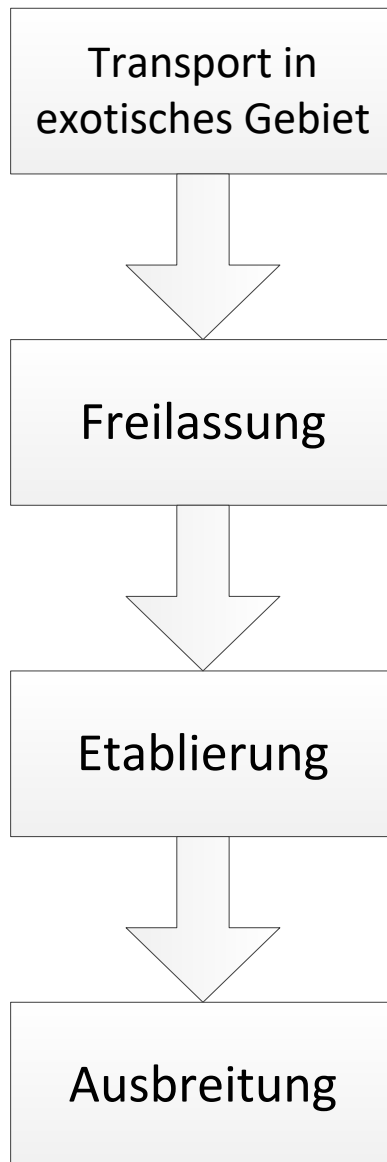 Transport in
exotisches Gebiet
Freilassung
Etablierung
Ausbreitung